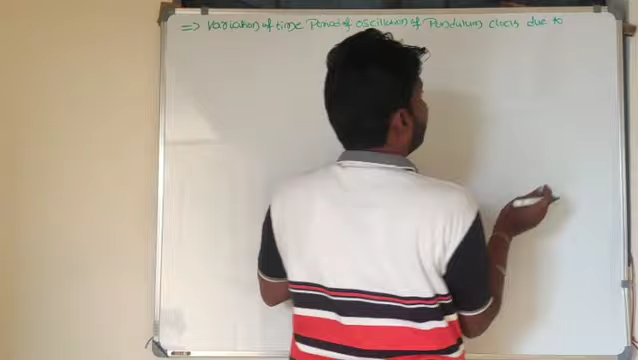 => Variation of time Period of oscillation of Pendulum clocks due to